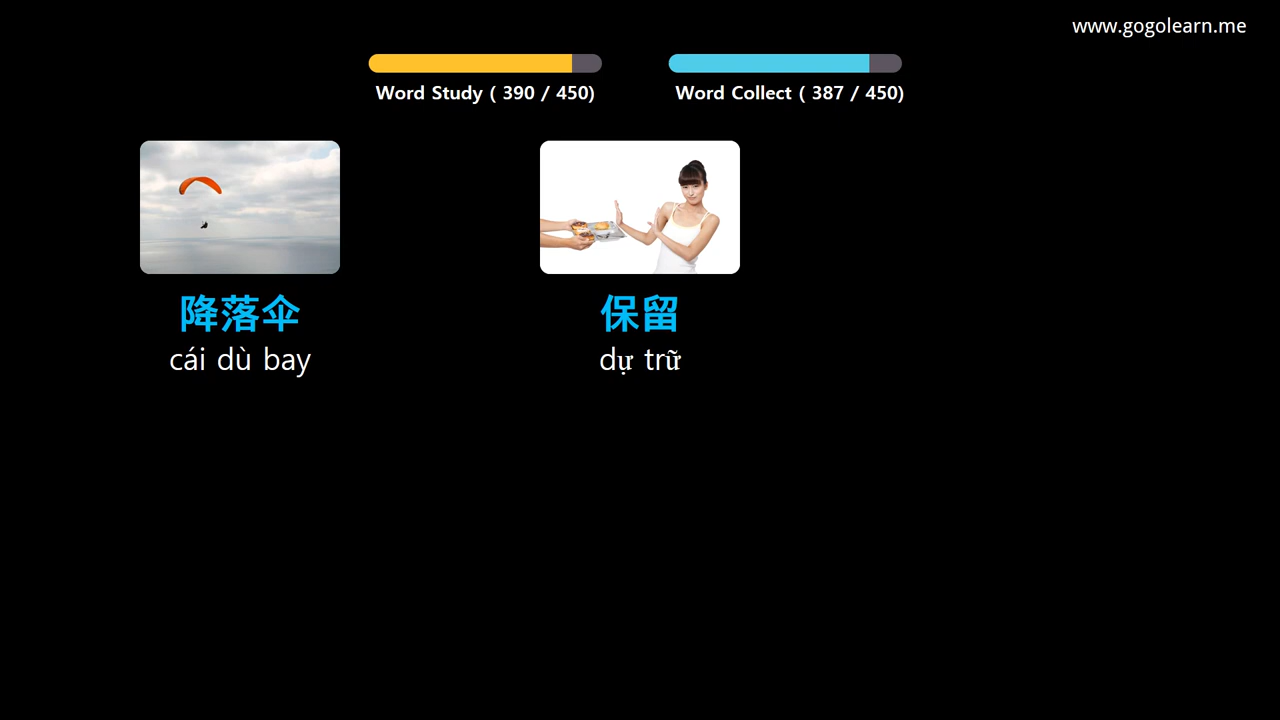 www.gogolearn.me
Word Study ( 390 / 450)
Word Collect ( 387 / 450)
降落伞
cái dù bay
保留
dự trữ